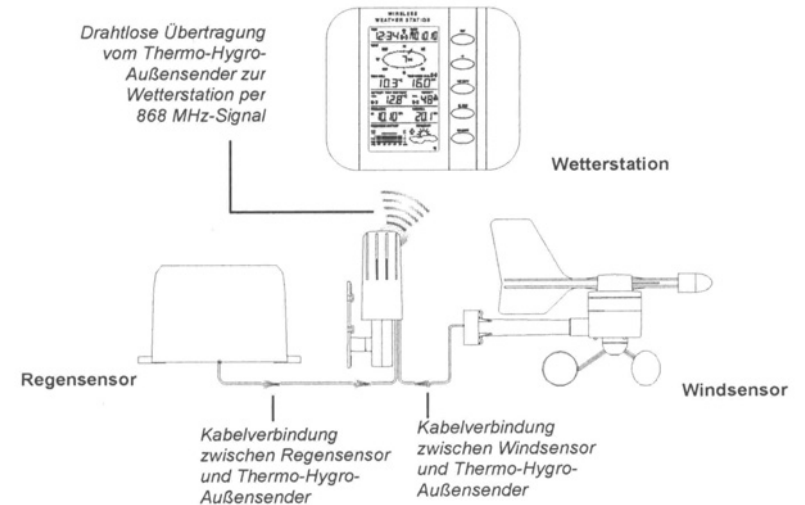 Drahtlose Übertragung
vom Thermo-Hygro-
Außensender zur
Wetterstation per
868 MHz-Signal
WIRELESS
WEATHER STATION
Wetterstation
Regensensor
Windsensor
Kabelverbindung
zwischen Regensensor
und Thermo-Hygro-
Außensender
Kabelverbindung
zwischen Windsensor
und Thermo-Hygro-
Außensender